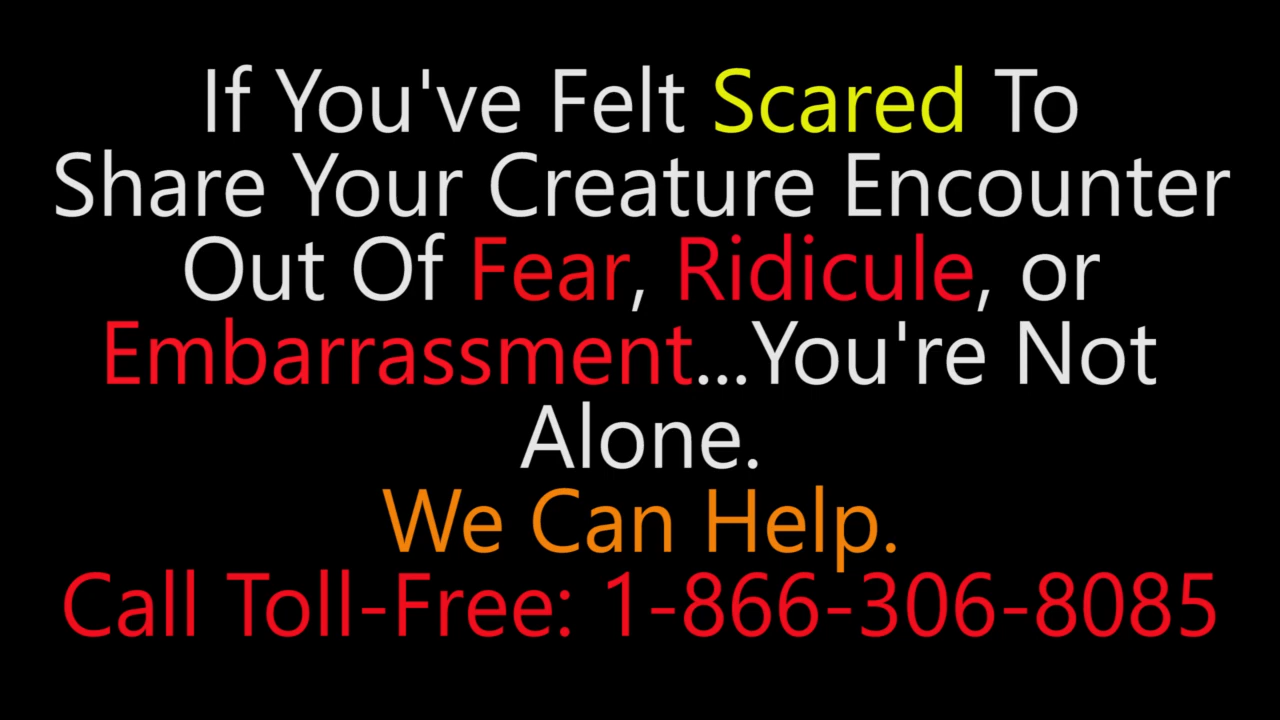 If You've Felt Scared To
Share Your Creature Encounter
Out Of Fear, Ridicule, or
Embarrassment...You're Not
Alone.
We Can Help.
Call Toll-Free: 1-866-306-8085